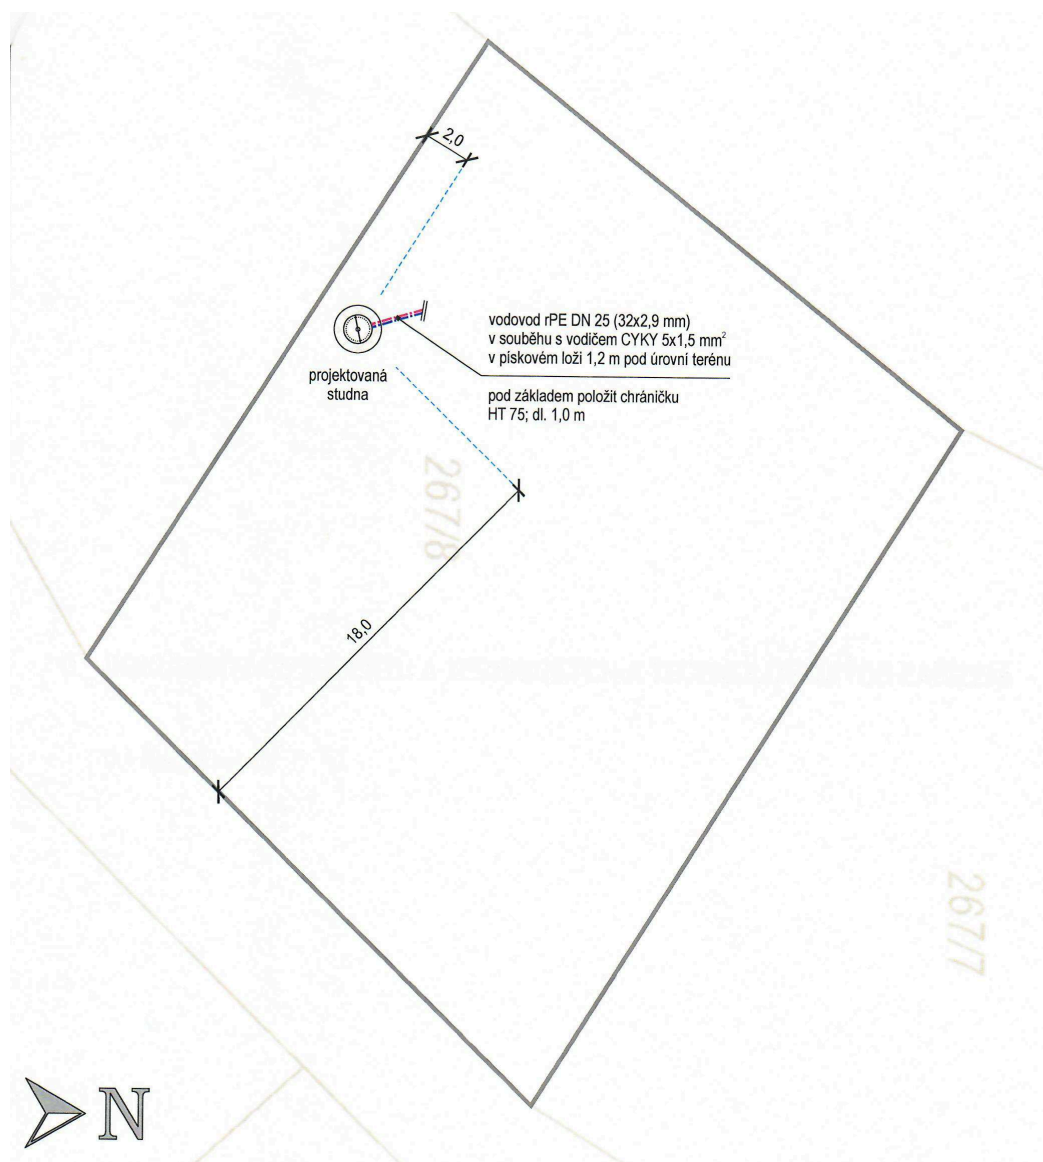 2,0
vodovod rPE DN 25 (32x2,9 mm)
v souběhu s vodičem CYKY 5x1,5 mm²
v pískovém loži 1,2 m pod úrovní terénu
projektovaná
studna
pod základem položit chráničku
HT 75; dl. 1,0 m
267/8
18,0
267/7
N